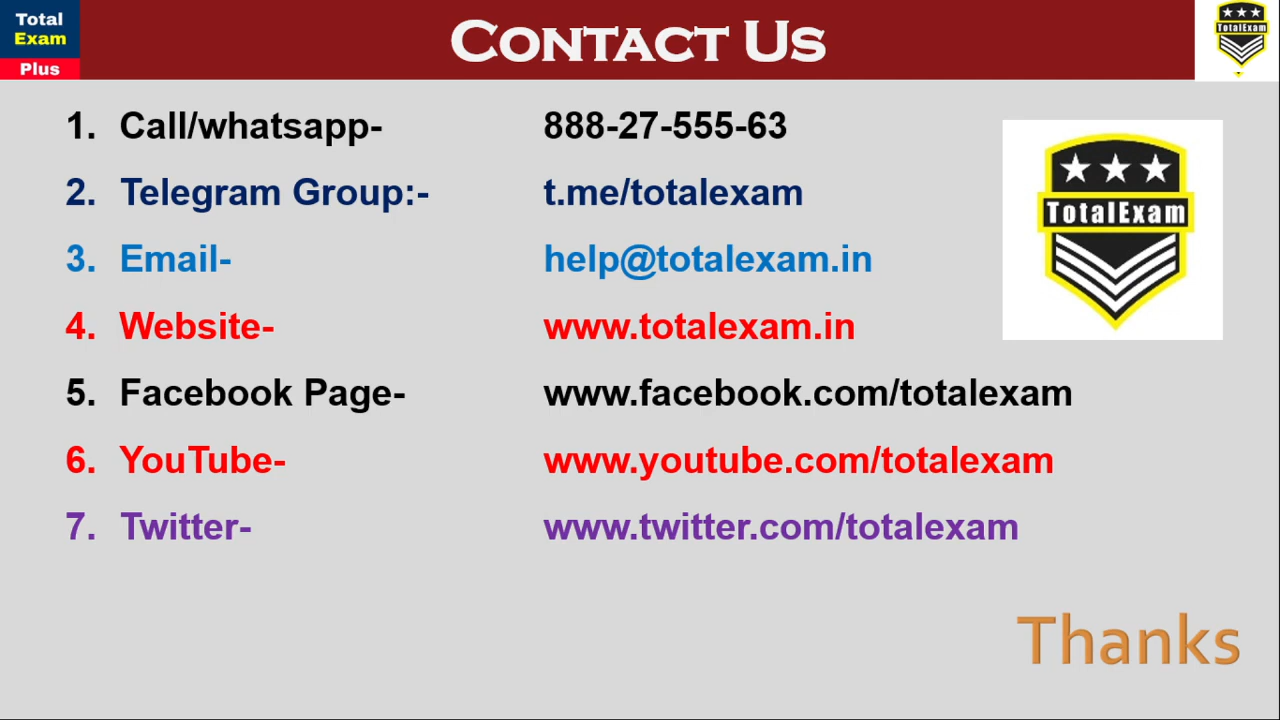 Total
Exam
Plus
Contact Us
TotalExam
1. Call/whatsapp- 888-27-555-63
2. Telegram Group:- t.me/totalexam
3. Email- help@totalexam.in
4. Website- www.totalexam.in
5. Facebook Page- www.facebook.com/totalexam
6. YouTube- www.youtube.com/totalexam
7. Twitter- www.twitter.com/totalexam
TotalExam
Thanks